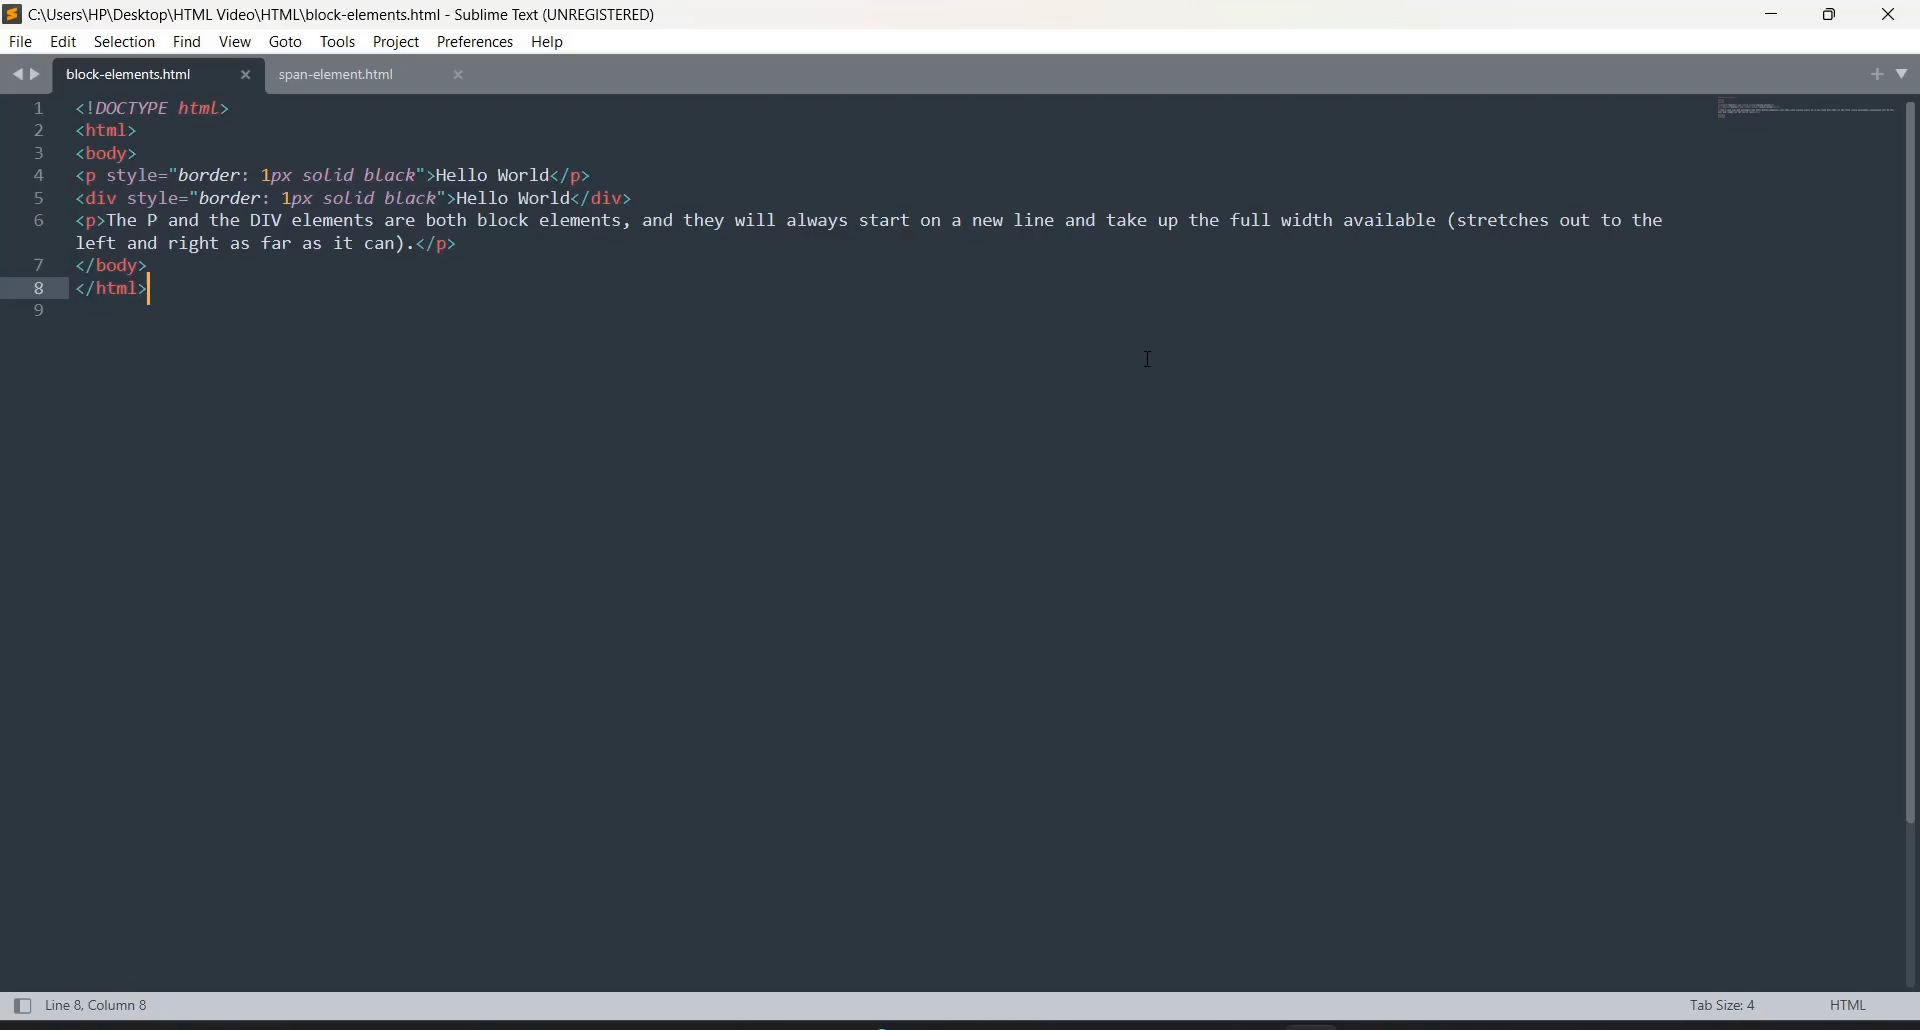 C:\Users\HP\Desktop\HTML Video\HTML\block-elements.html - Sublime Text (UNREGISTERED)
File Edit Selection Find View Goto Tools Project Preferences Help
block-elements.html span-element.html
1 <!DOCTYPE html>
2 <html>
3 <body>
4 <p style="border: 1px solid black">Hello World</p>
5 <div style="border: 1px solid black">Hello World</div>
6 <p>The P and the DIV elements are both block elements, and they will always start on a new line and take up the full width available (stretches out to the
left and right as far as it can).</p>
7 </body>
8 </html>
9
Line 8, Column 8 Tab Size: 4 HTML